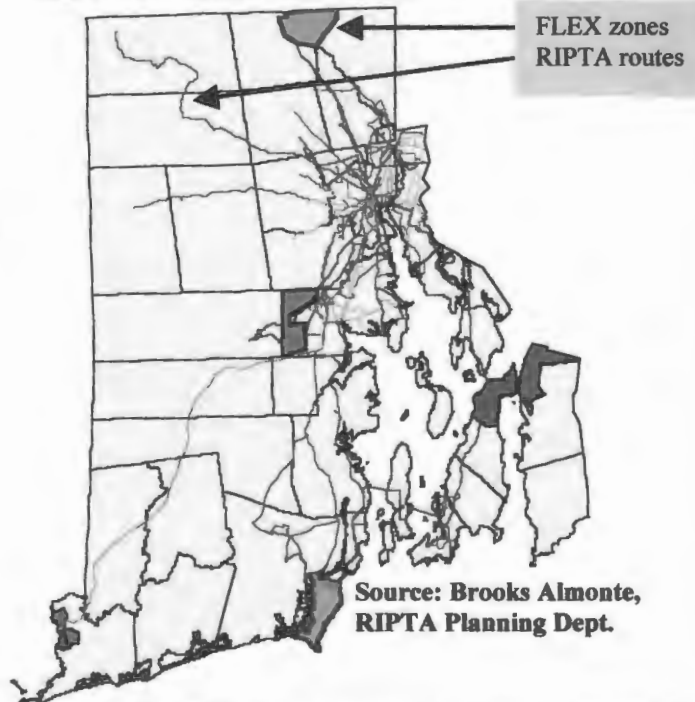 FLEX zones
RIPTA routes
Source: Brooks Almonte,
RIPTA Planning Dept.